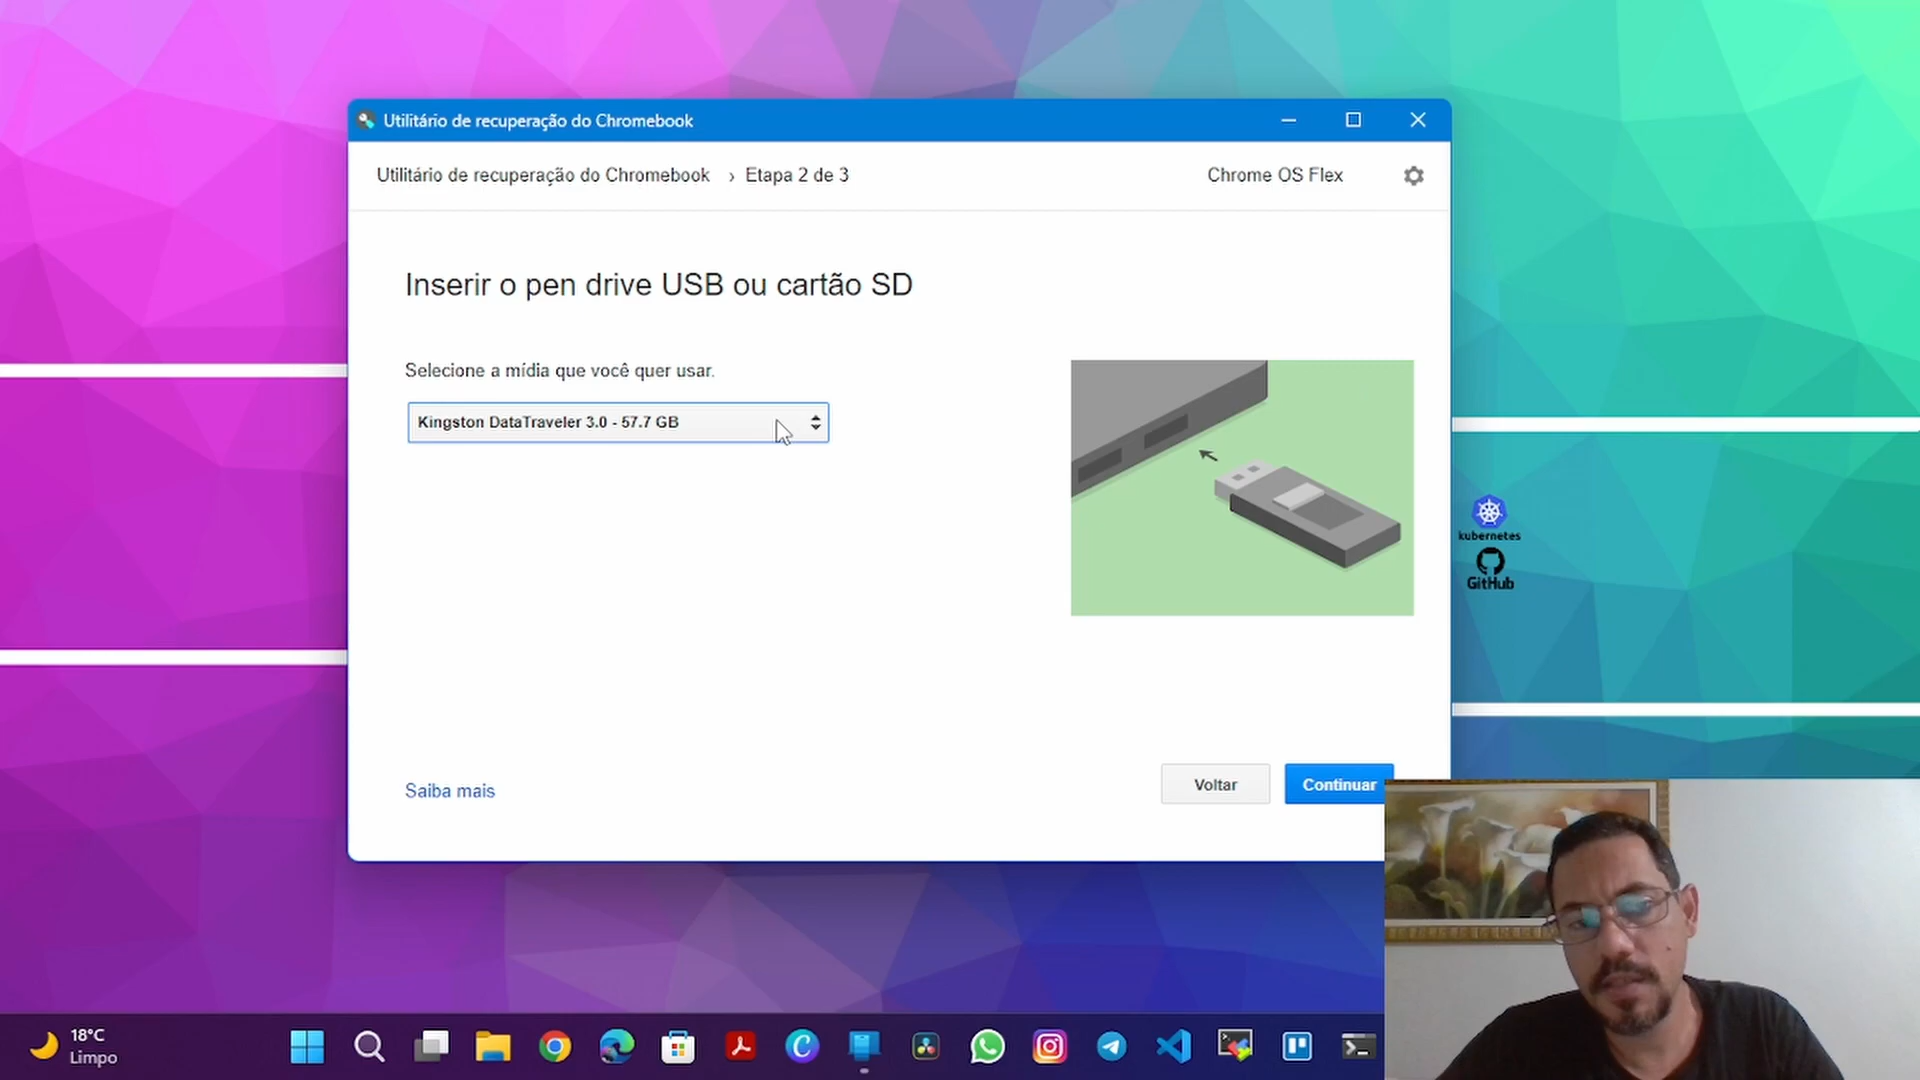 Utilitário de recuperação do Chromebook
Utilitário de recuperação do Chromebook › Etapa 2 de 3
Chrome OS Flex
Inserir o pen drive USB ou cartão SD
Selecione a mídia que você quer usar.
Kingston DataTraveler 3.0 - 57.7 GB
kubernetes
GitHub
Saiba mais
Voltar
Continuar
18°C
Limpo